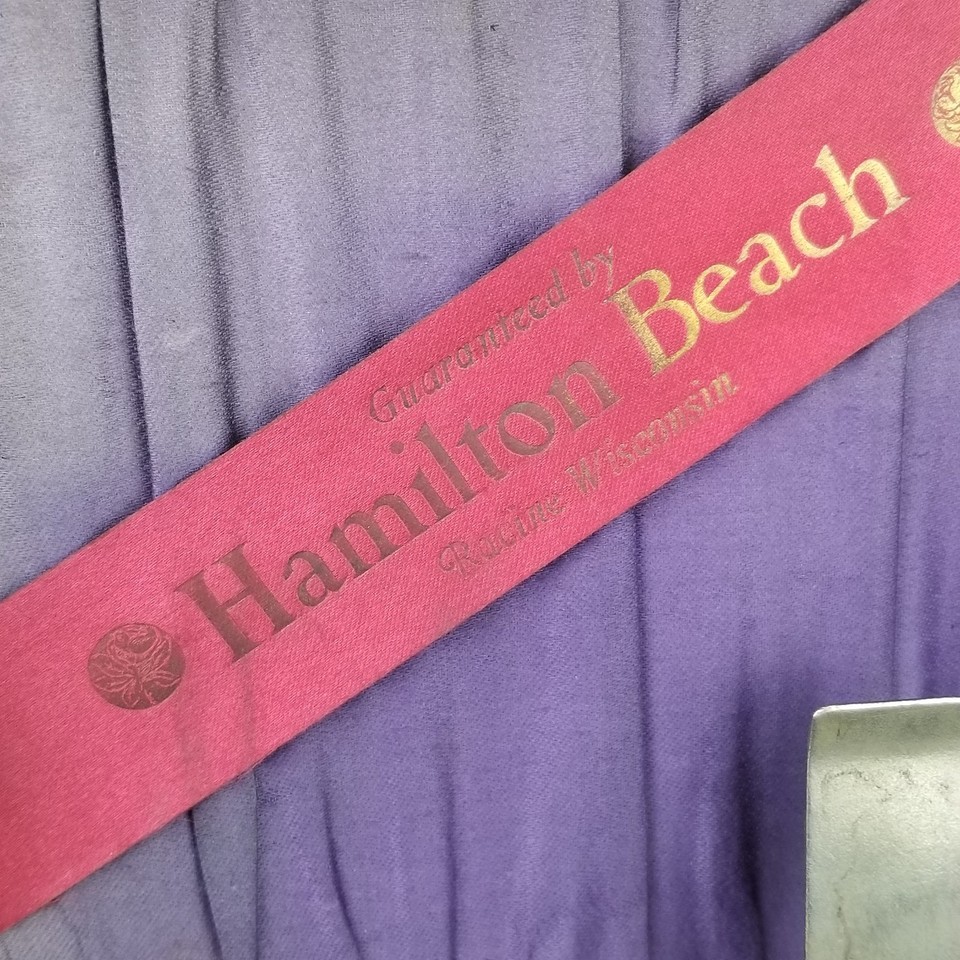 Guaranteed by
Hamilton Beach
Racine Wisconsin